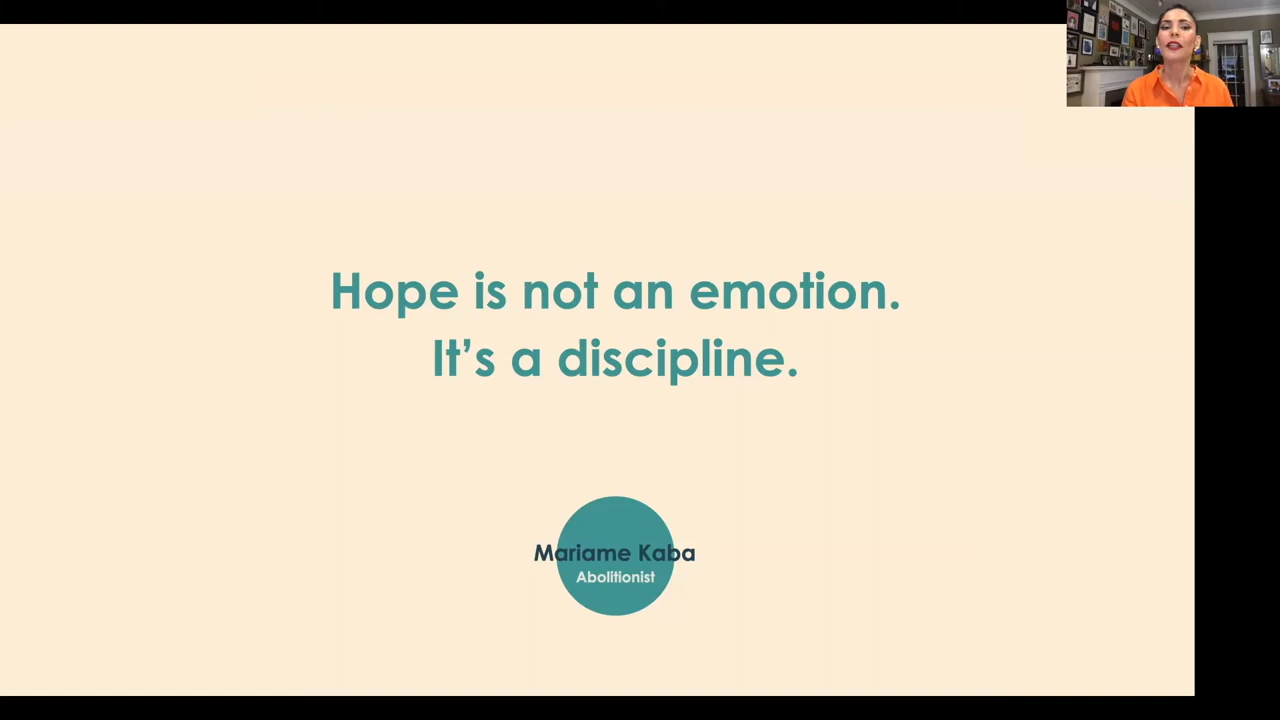 Hope is not an emotion.
It’s a discipline.
Mariame Kaba
Abolitionist